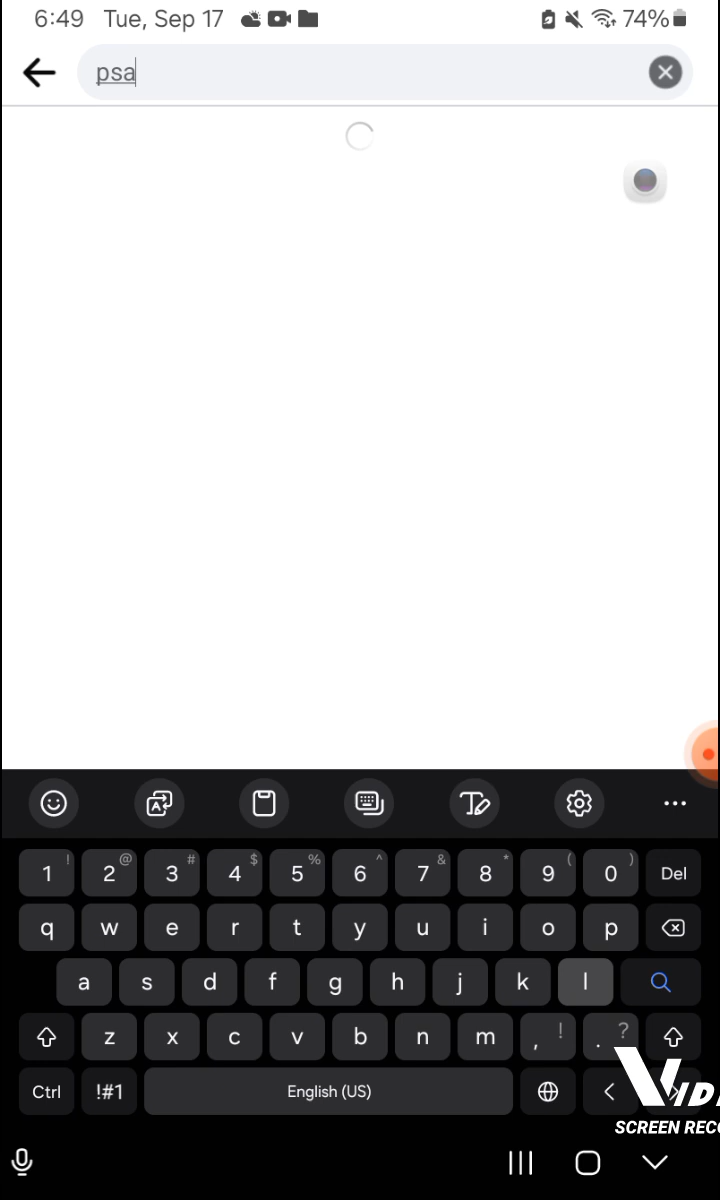 6:49 Tue, Sep 17 74%
psa
1 ! 2 @ 3 # 4 $ 5 % 6 ^ 7 & 8 * 9 ( 0 ) Del
q w e r t y u i o p
a s d f g h j k l
z x c v b n m , ! . ?
Ctrl !#1 English (US) < >
SCREEN RECO